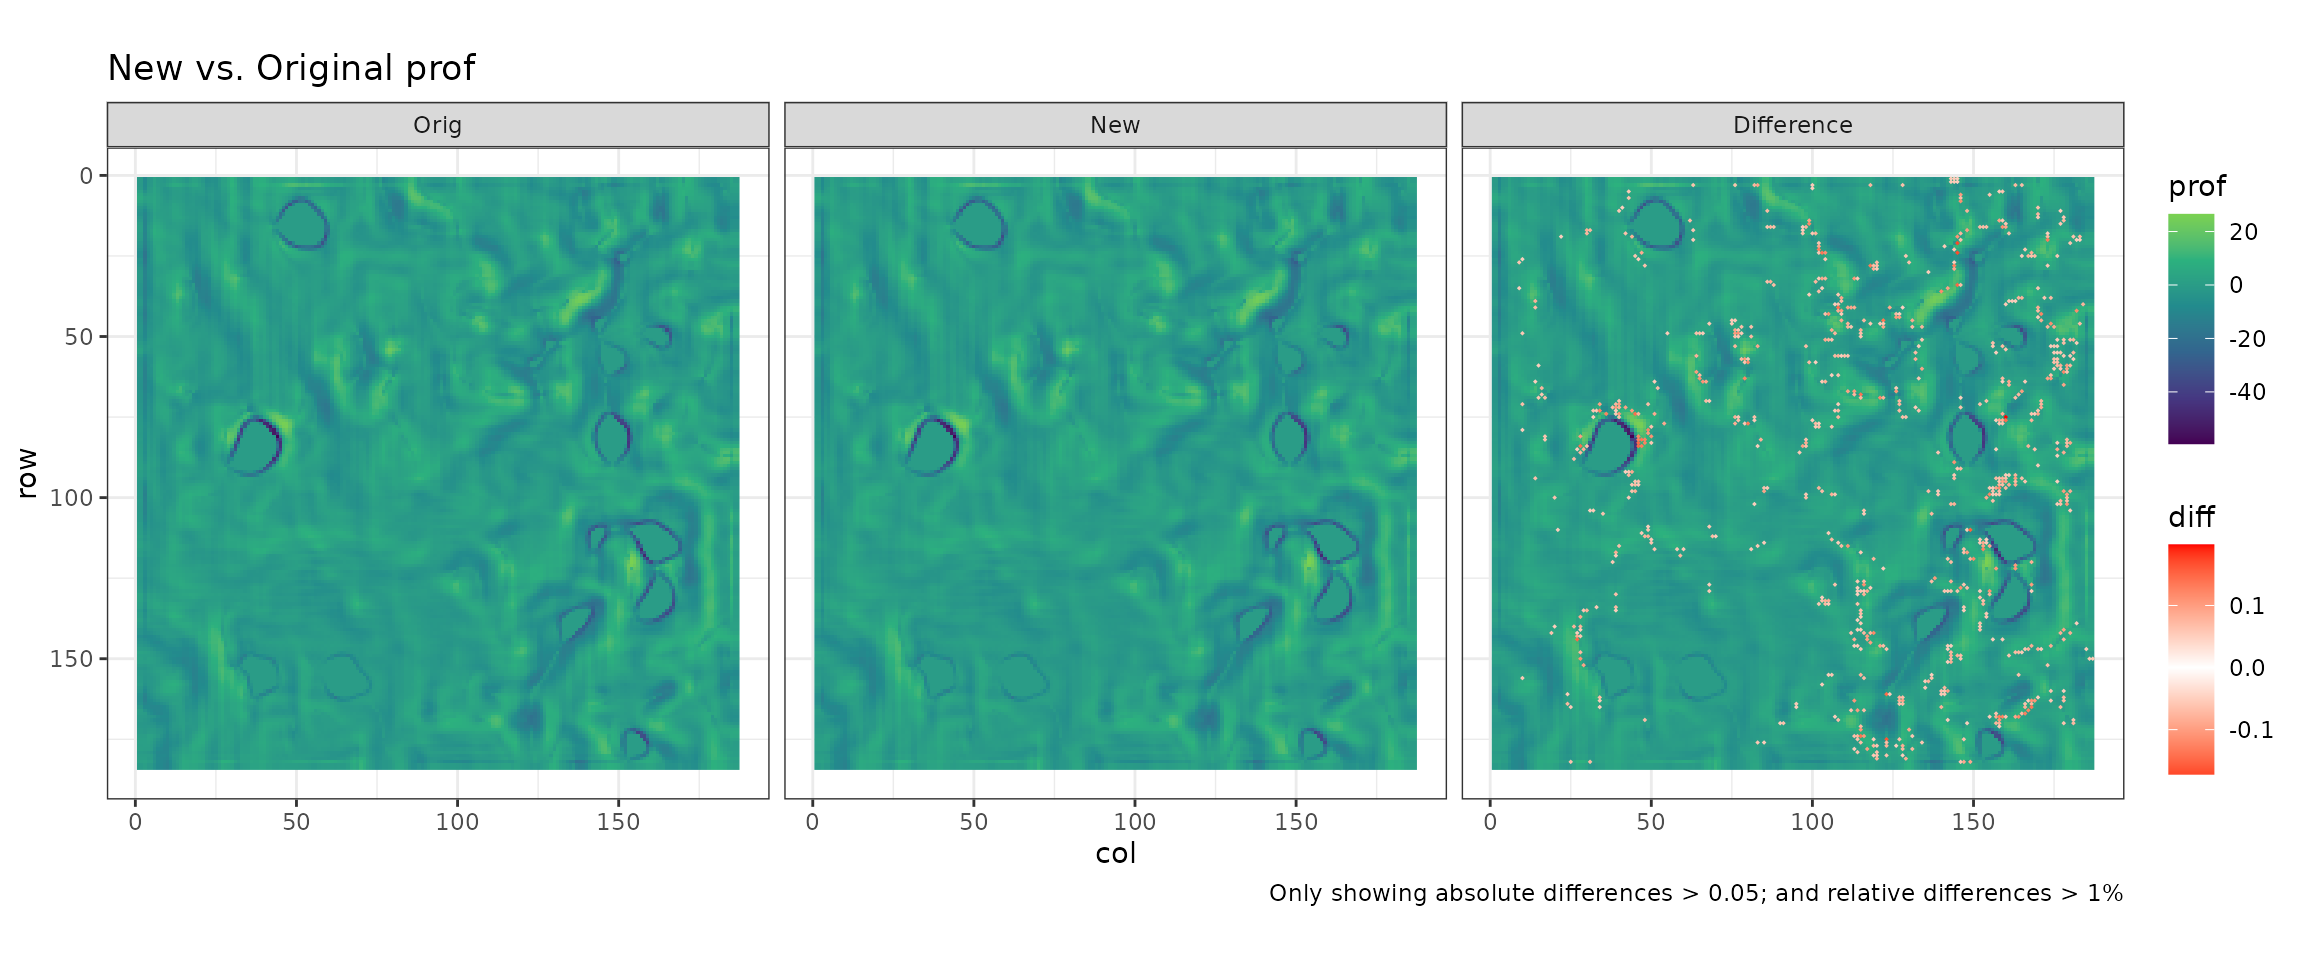 New vs. Original prof
Orig
New
Difference
row
0
50
100
150
0 50 100 150
0 50 100 150
0 50 100 150
col
prof
20
0
-20
-40
diff
0.1
0.0
-0.1
Only showing absolute differences > 0.05; and relative differences > 1%